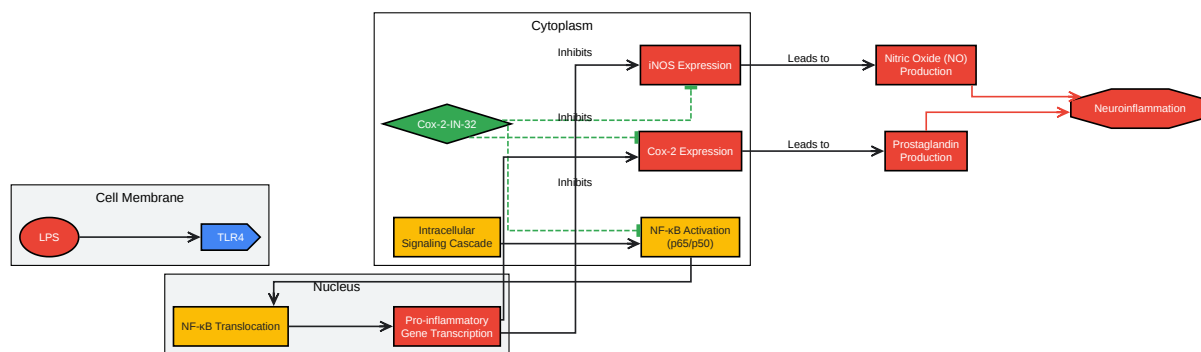 Cytoplasm
Inhibits
iNOS Expression
Leads to
Nitric Oxide (NO)
Production
Neuroinflammation
Cox-2-IN-32
Inhibits
Cox-2 Expression
Leads to
Prostaglandin
Production
Inhibits
Cell Membrane
LPS
TLR4
Intracellular
Signaling Cascade
NF-κB Activation
(p65/p50)
Nucleus
NF-κB Translocation
Pro-inflammatory
Gene Transcription